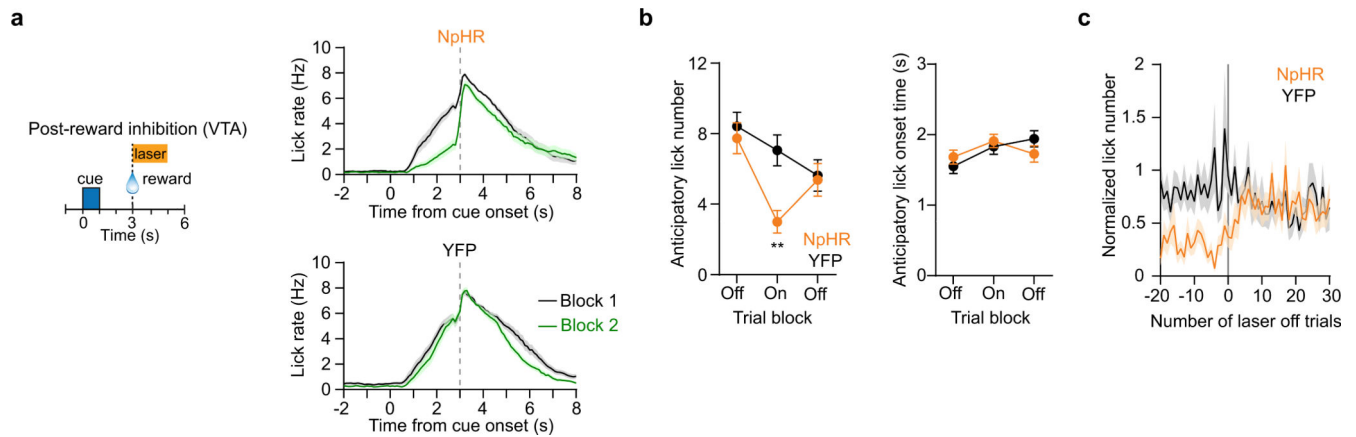 a
Post-reward inhibition (VTA)
laser
cue
reward
0 3 6
Time (s)
NpHR
Lick rate (Hz)
10
8
6
4
2
0
-2 0 2 4 6 8
Time from cue onset (s)
YFP
Lick rate (Hz)
10
8
6
4
2
0
Block 1
Block 2
-2 0 2 4 6 8
Time from cue onset (s)
b
Anticipatory lick number
12
8
4
0
**
NpHR
YFP
Off On Off
Trial block
Anticipatory lick onset time (s)
3
2
1
0
Off On Off
Trial block
c
Normalized lick number
2
1.5
1
0.5
0
NpHR
YFP
-20 -10 0 10 20 30
Number of laser off trials